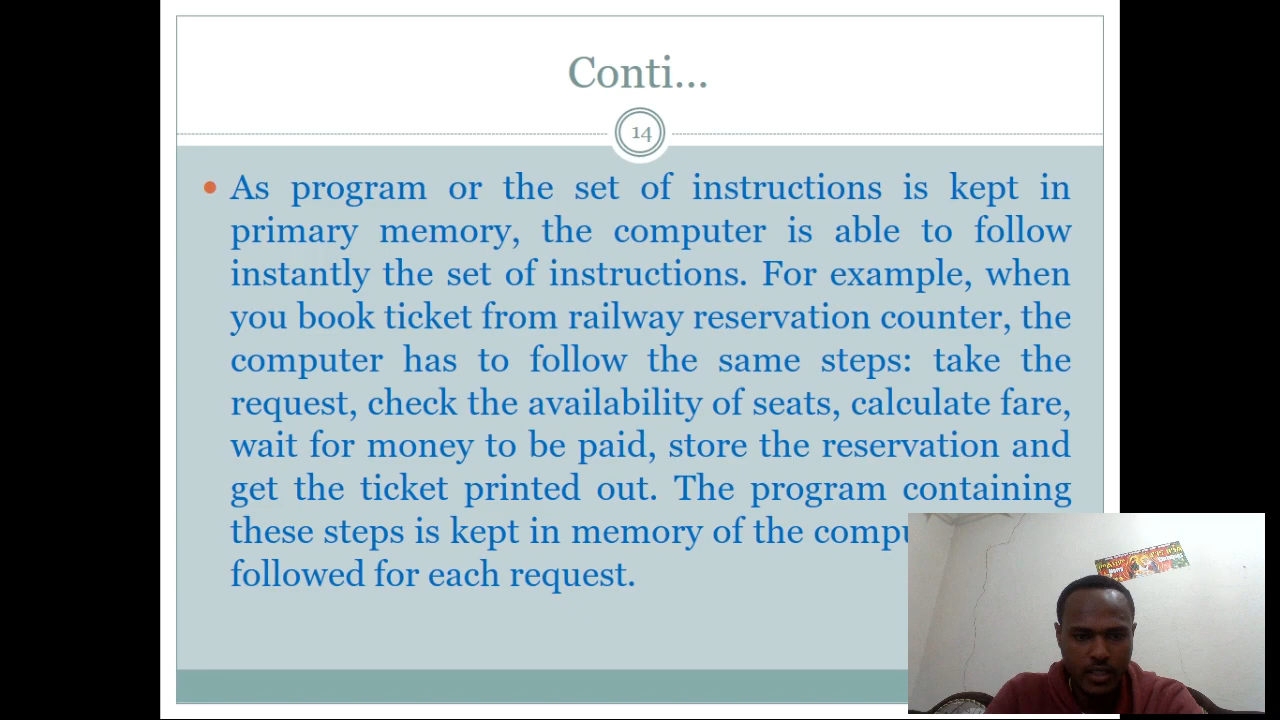 Conti...
14
As program or the set of instructions is kept in
primary memory, the computer is able to follow
instantly the set of instructions. For example, when
you book ticket from railway reservation counter, the
computer has to follow the same steps: take the
request, check the availability of seats, calculate fare,
wait for money to be paid, store the reservation and
get the ticket printed out. The program containing
these steps is kept in memory of the
followed for each request.